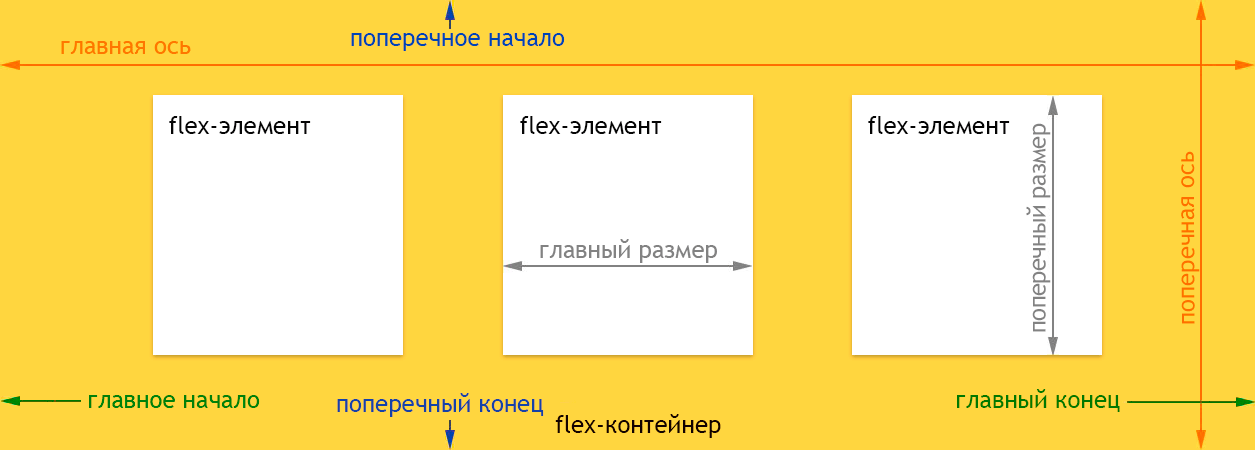 поперечное начало
главная ось
flex-элемент
flex-элемент
flex-элемент
поперечный размер
поперечная ось
главный размер
главное начало
поперечный конец
главный конец
flex-контейнер